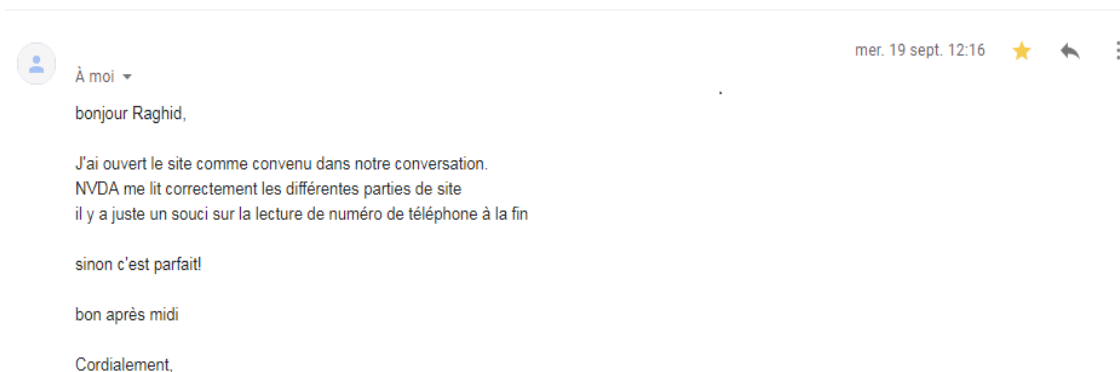 mer. 19 sept. 12:16
À moi
bonjour Raghid,
J'ai ouvert le site comme convenu dans notre conversation.
NVDA me lit correctement les différentes parties de site
il y a juste un souci sur la lecture de numéro de téléphone à la fin
sinon c'est parfait!
bon après midi
Cordialement,